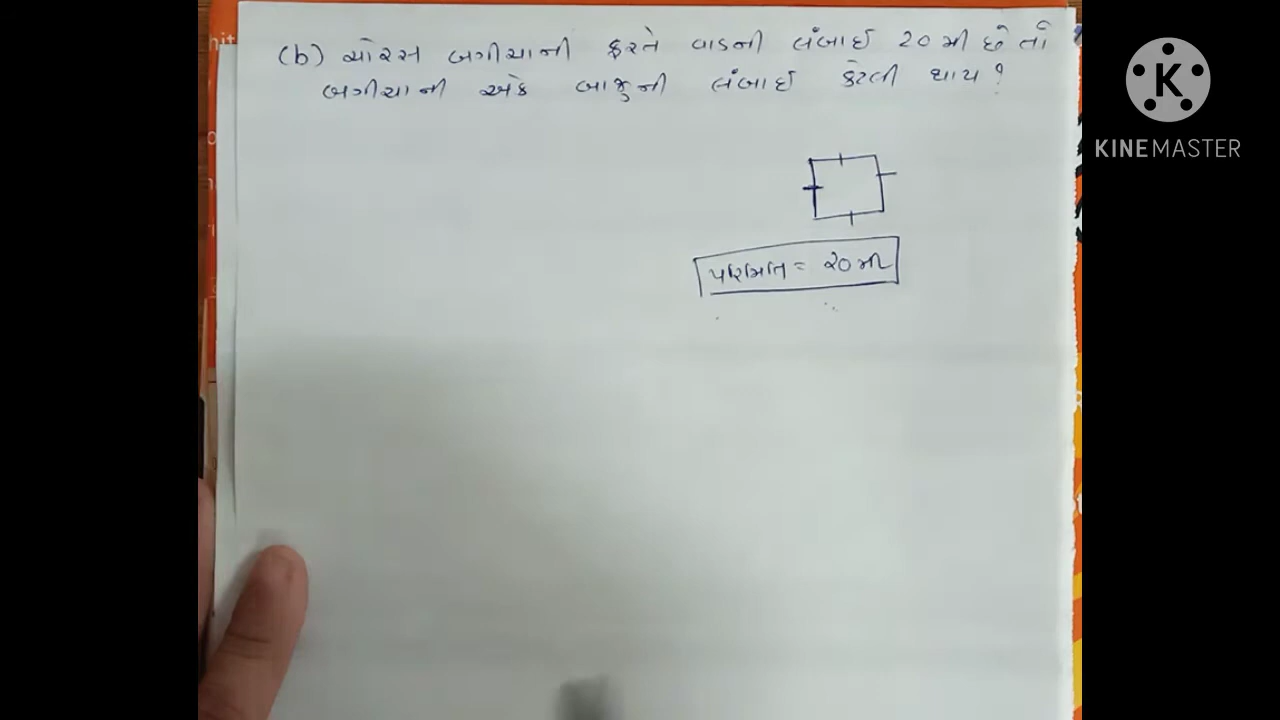 (b) ચોરસ બગીચાની ફરતે વાડની લંબાઈ 20 મી છે તો
બગીચાની એક બાજુની લંબાઈ કેટલી થાય?
પરિમિતિ = 20 મી
KINEMASTER